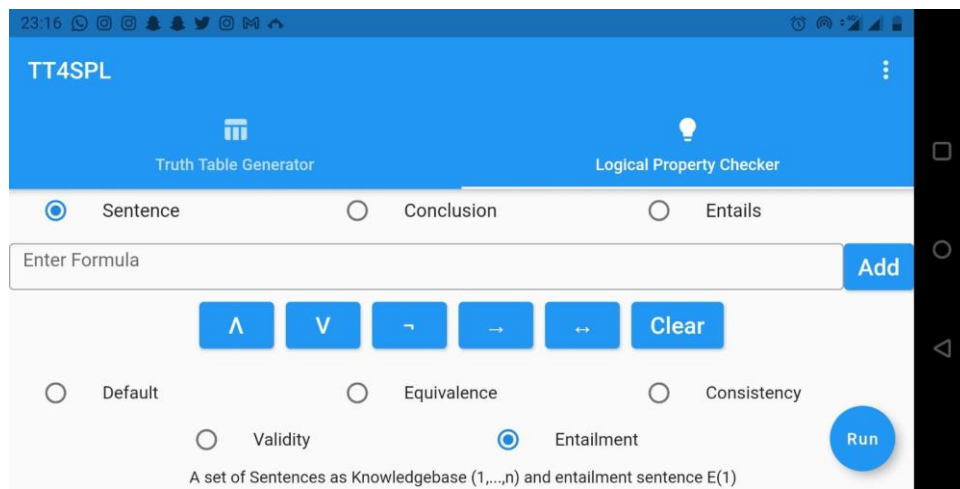 23:16
TT4SPL
Truth Table Generator Logical Property Checker
Sentence Conclusion Entails
Enter Formula Add
∧ ∨ ¬ → ↔ Clear
Default Equivalence Consistency
Validity Entailment Run
A set of Sentences as Knowledgebase (1,...,n) and entailment sentence E(1)